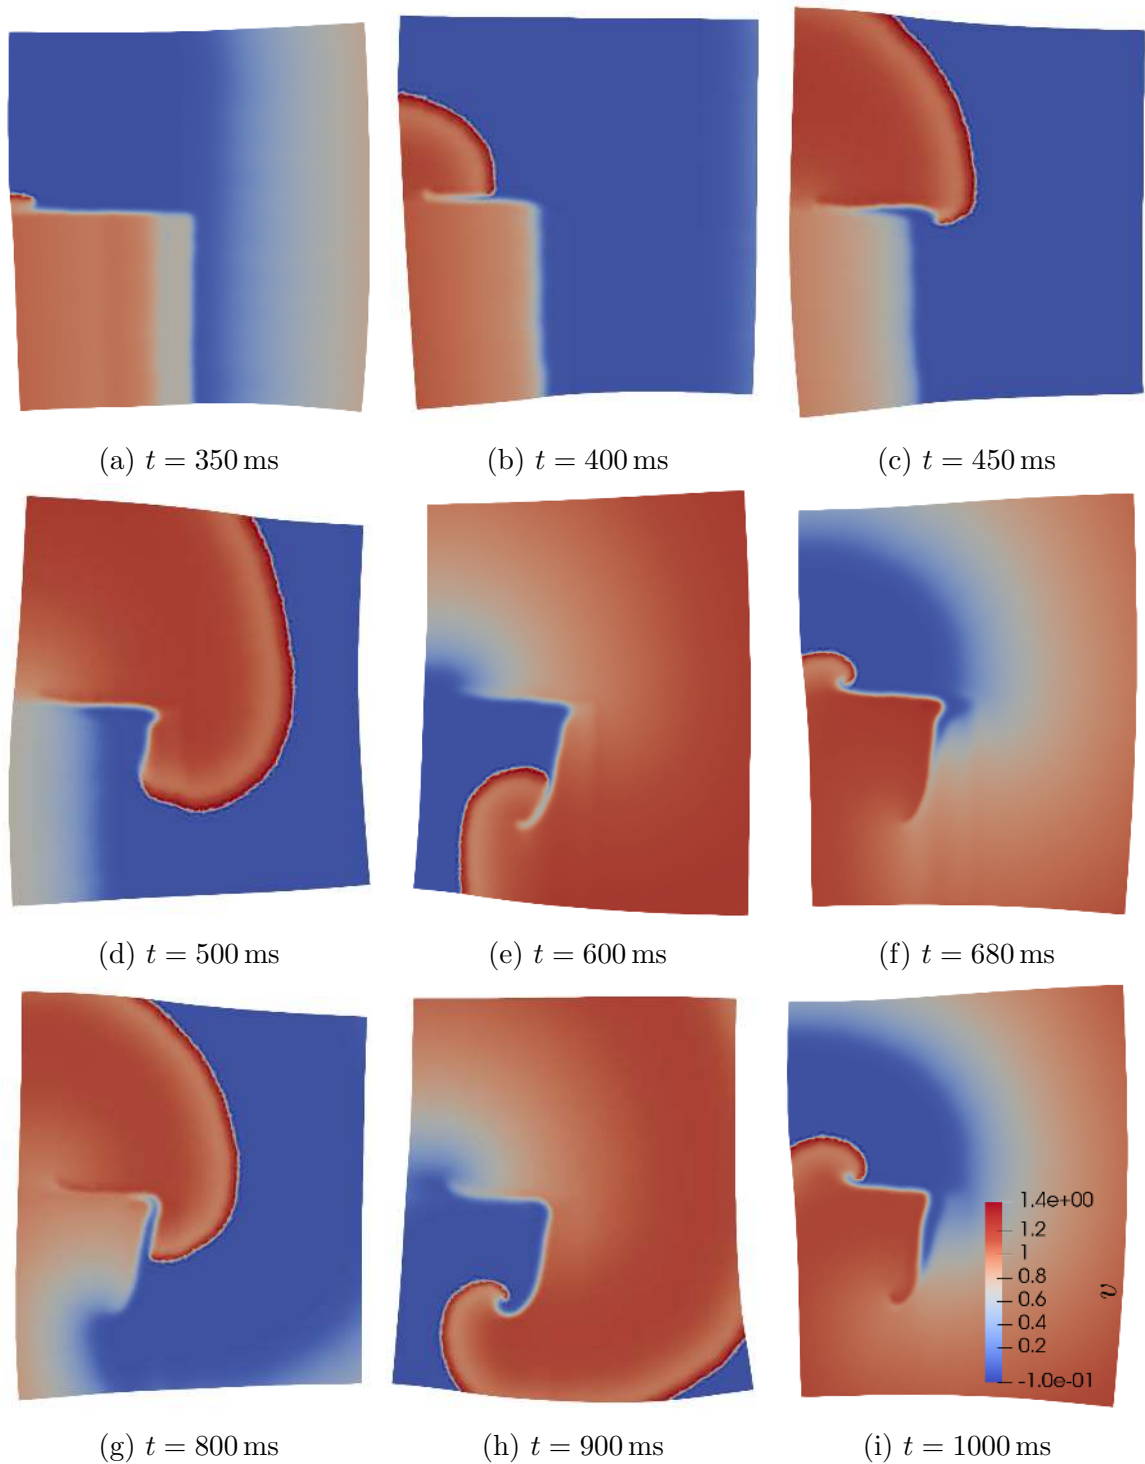 (a) t = 350 ms
(b) t = 400 ms
(c) t = 450 ms
(d) t = 500 ms
(e) t = 600 ms
(f) t = 680 ms
1.4e+00
1.2
1
0.8
0.6
0.4
0.2
-1.0e-01
v
(g) t = 800 ms
(h) t = 900 ms
(i) t = 1000 ms